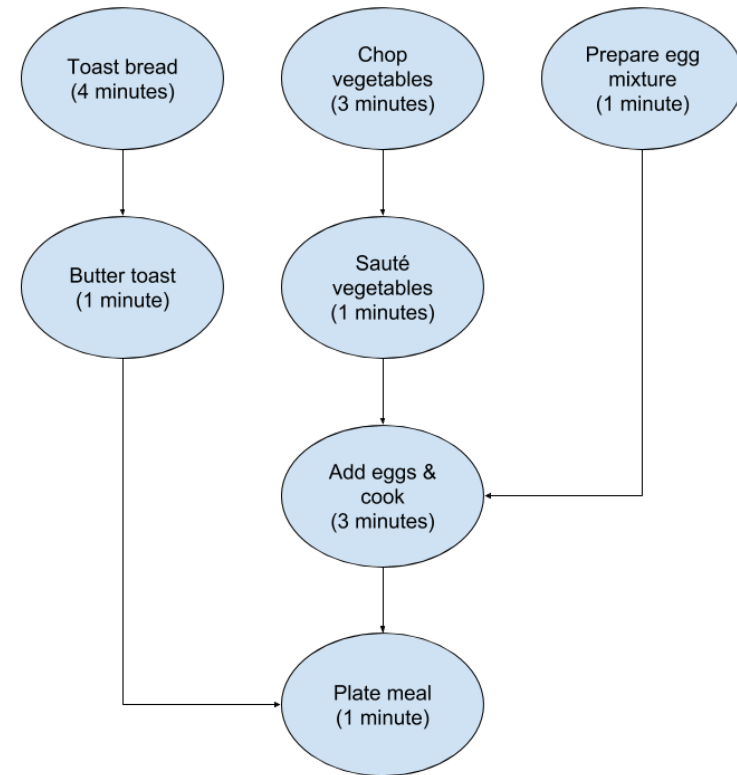 Toast bread
(4 minutes)
Chop
vegetables
(3 minutes)
Prepare egg
mixture
(1 minute)
Butter toast
(1 minute)
Sauté
vegetables
(1 minutes)
Add eggs &
cook
(3 minutes)
Plate meal
(1 minute)